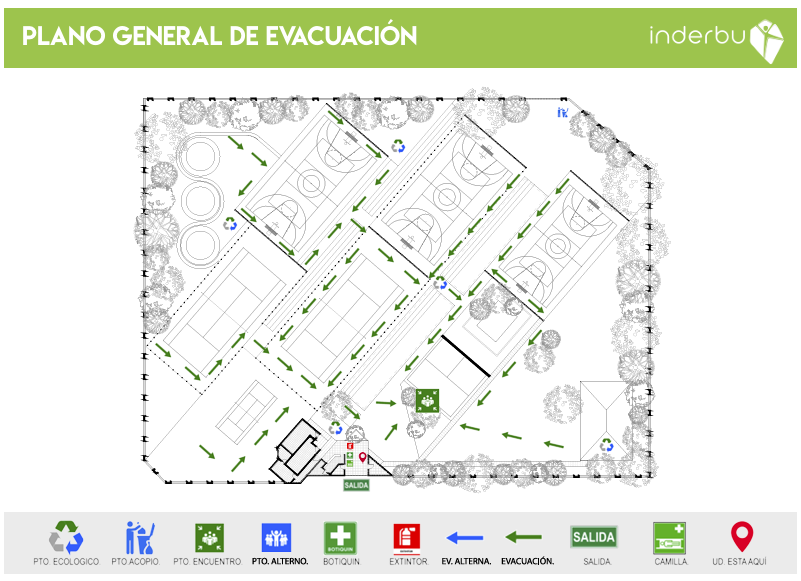 PLANO GENERAL DE EVACUACIÓN
inderbu
SALIDA
PTO. ECOLOGICO.
PTO.ACOPIO.
PTO. ENCUENTRO.
PTO. ALTERNO.
BOTIQUIN
BOTIQUIN.
EXTINTOR.
EV. ALTERNA.
EVACUACIÓN.
SALIDA
SALIDA.
CAMILLA.
UD. ESTA AQUÍ